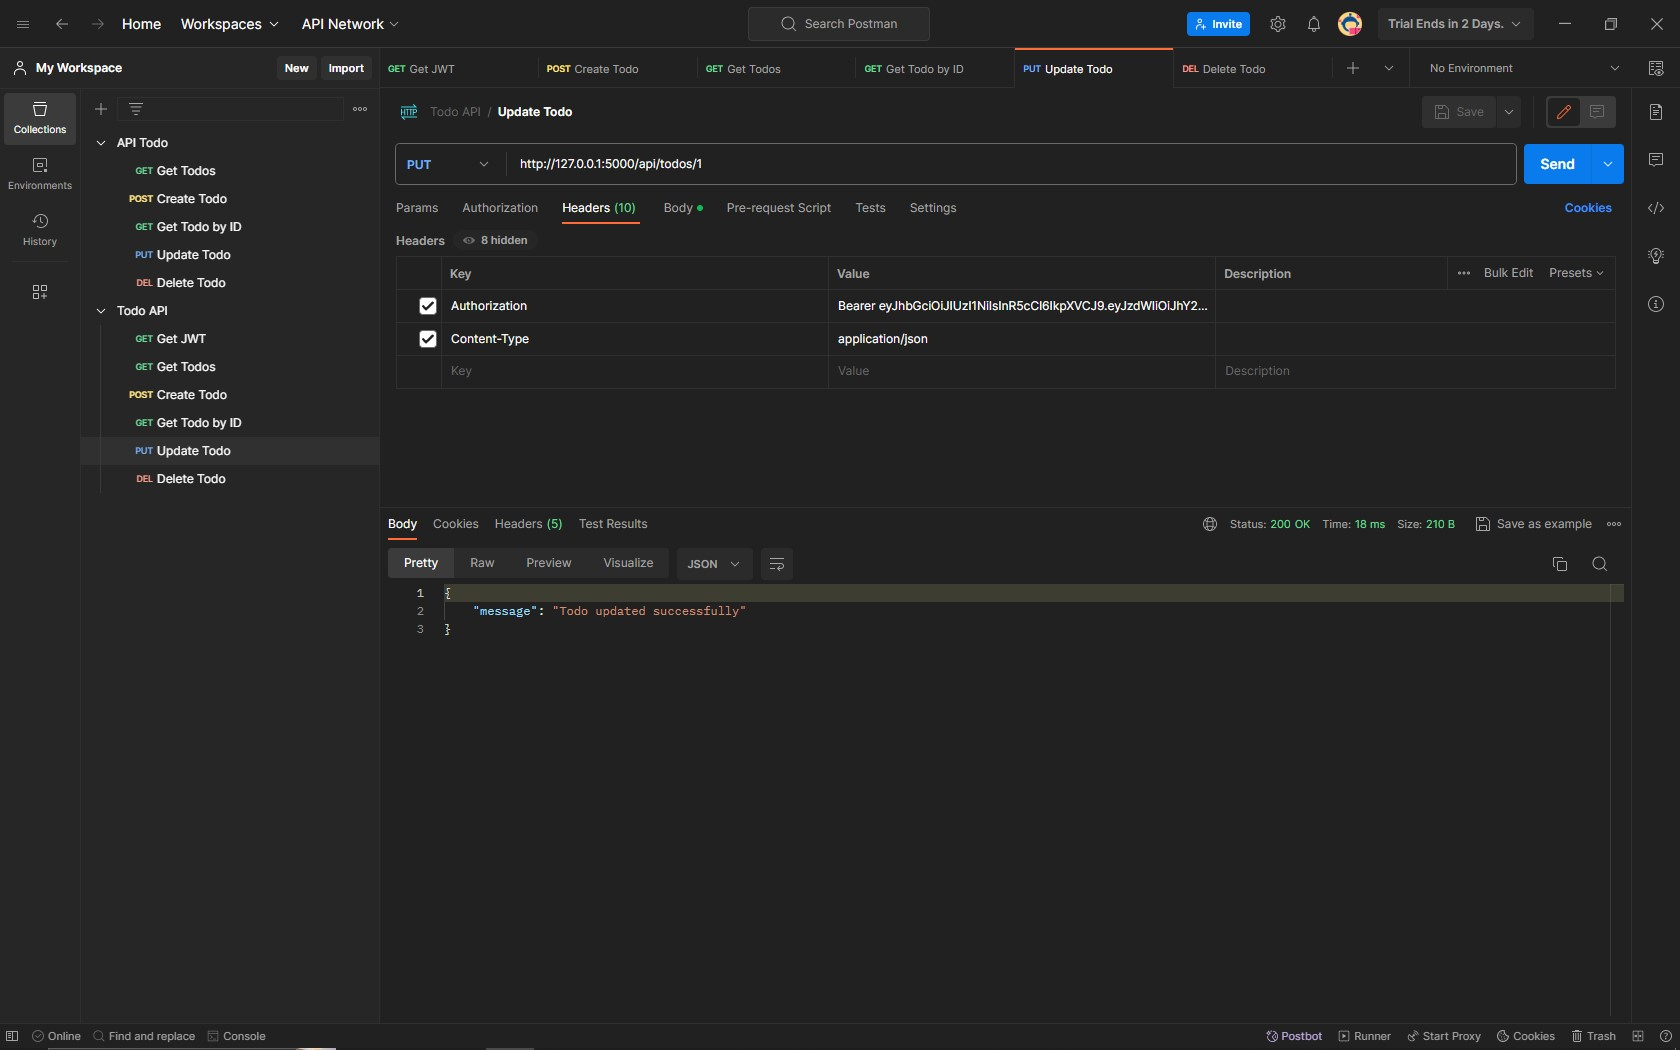 Home Workspaces API Network Search Postman Invite Trial Ends in 2 Days.
My Workspace New Import
GET Get JWT POST Create Todo GET Get Todos GET Get Todo by ID PUT Update Todo DEL Delete Todo No Environment
Collections
Environments
History
API Todo
GET Get Todos
POST Create Todo
GET Get Todo by ID
PUT Update Todo
DEL Delete Todo
Todo API
GET Get JWT
GET Get Todos
POST Create Todo
GET Get Todo by ID
PUT Update Todo
DEL Delete Todo
HTTP Todo API / Update Todo Save
PUT http://127.0.0.1:5000/api/todos/1 Send
Params Authorization Headers (10) Body Pre-request Script Tests Settings Cookies
Headers 8 hidden
Key Value Description Bulk Edit Presets
Authorization Bearer eyJhbGciOiJIUzI1NiIsInR5cCI6IkpXVCJ9.eyJzdWIiOiJhY2...
Content-Type application/json
Key Value Description
Body Cookies Headers (5) Test Results Status: 200 OK Time: 18 ms Size: 210 B Save as example
Pretty Raw Preview Visualize JSON
1 {
2 "message": "Todo updated successfully"
3 }
Online Find and replace Console Postbot Runner Start Proxy Cookies Trash